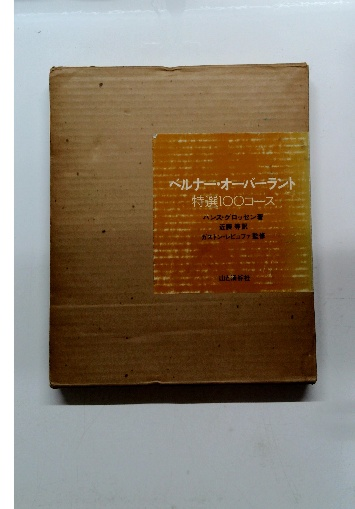 ベルナー・オーバーラント
特選100コース
ハンス・グロッセン著
近藤等訳
ガストン・レビュファ監修
山と溪谷社